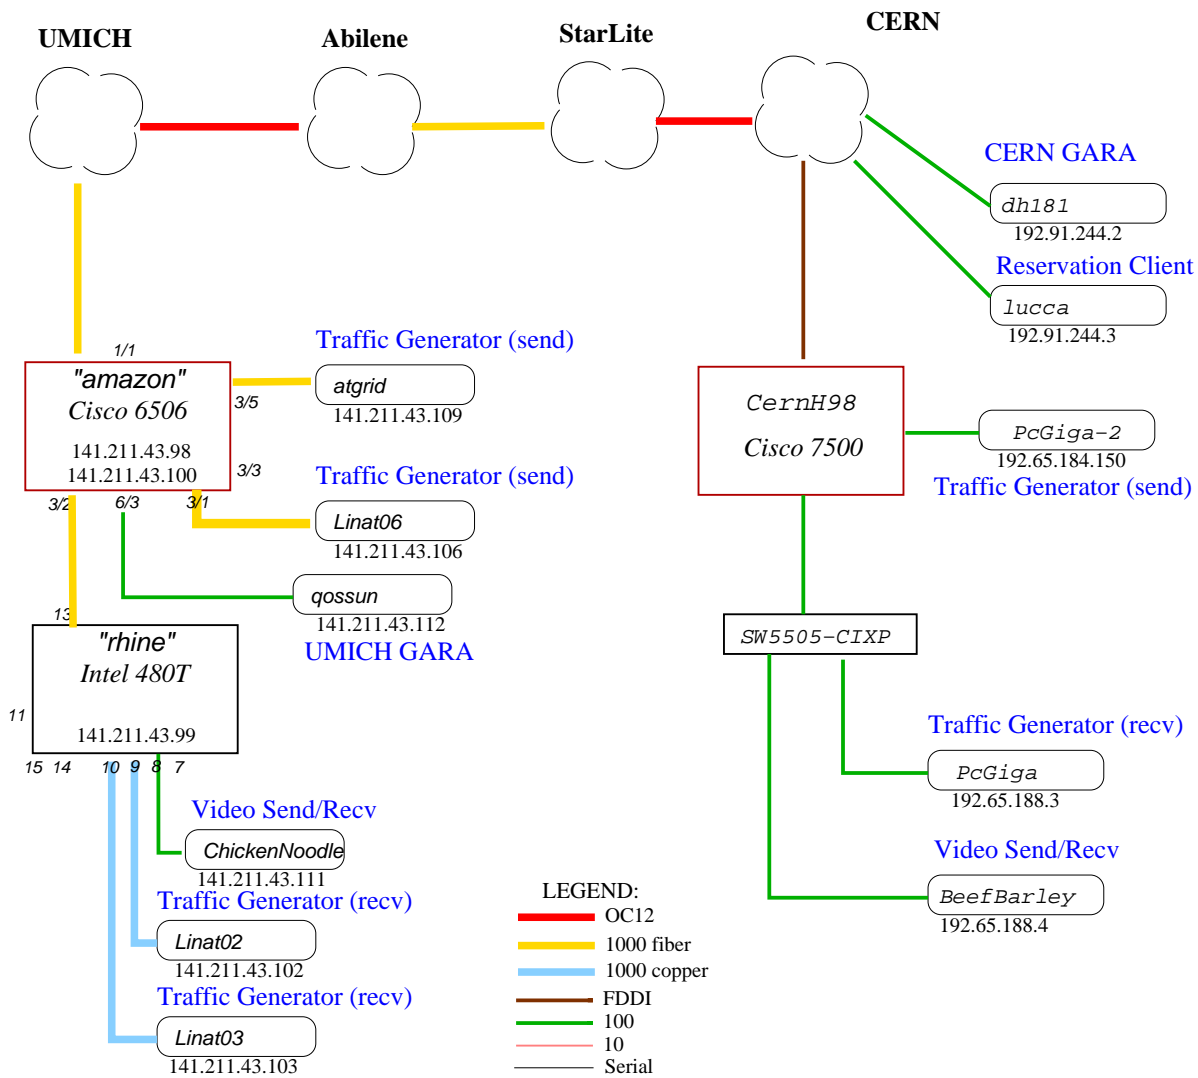 UMICH
Abilene
StarLite
CERN
CERN GARA
dh181
192.91.244.2
Reservation Client
lucca
192.91.244.3
1/1
"amazon"
Cisco 6506
141.211.43.98
141.211.43.100
3/5
3/3
3/2
6/3
3/1
Traffic Generator (send)
atgrid
141.211.43.109
Traffic Generator (send)
Linat06
141.211.43.106
qossun
141.211.43.112
UMICH GARA
CernH98
Cisco 7500
PcGiga-2
192.65.184.150
Traffic Generator (send)
SW5505-CIXP
13
"rhine"
Intel 480T
141.211.43.99
11
15
14
10
9
8
7
Video Send/Recv
ChickenNoodle
141.211.43.111
Traffic Generator (recv)
Linat02
141.211.43.102
Traffic Generator (recv)
Linat03
141.211.43.103
Traffic Generator (recv)
PcGiga
192.65.188.3
Video Send/Recv
BeefBarley
192.65.188.4
LEGEND:
OC12
1000 fiber
1000 copper
FDDI
100
10
Serial